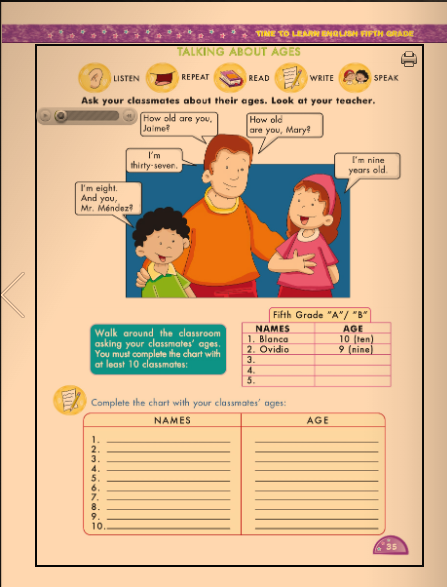 TIME TO LEARN ENGLISH FIFTH GRADE
TALKING ABOUT AGES
LISTEN
REPEAT
READ
WRITE
SPEAK
Ask your classmates about their ages. Look at your teacher.
How old are you,
Jaime?
How old
are you, Mary?
I'm
thirty-seven.
I'm nine
years old.
I'm eight.
And you,
Mr. Méndez?
Walk around the classroom
asking your classmates' ages.
You must complete the chart with
at least 10 classmates:
Fifth Grade "A"/ "B"
NAMES AGE
1. Blanca 10 (ten)
2. Ovidio 9 (nine)
3.
4.
5.
Complete the chart with your classmates' ages:
NAMES AGE
1.
2.
3.
4.
5.
6.
7.
8.
9.
10.
35